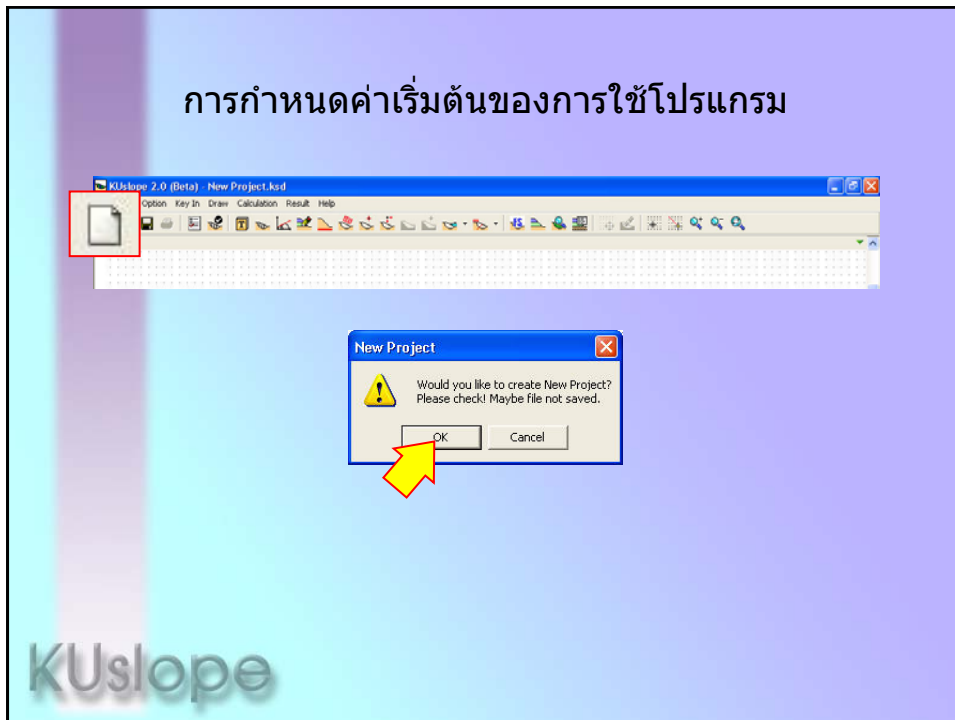 การกำหนดค่าเริ่มต้นของการใช้โปรแกรม
KUslope 2.0 (Beta) - New Project.ksd
Option Key In Draw Calculation Result Help
New Project
Would you like to create New Project?
Please check! Maybe file not saved.
OK Cancel
KUslope